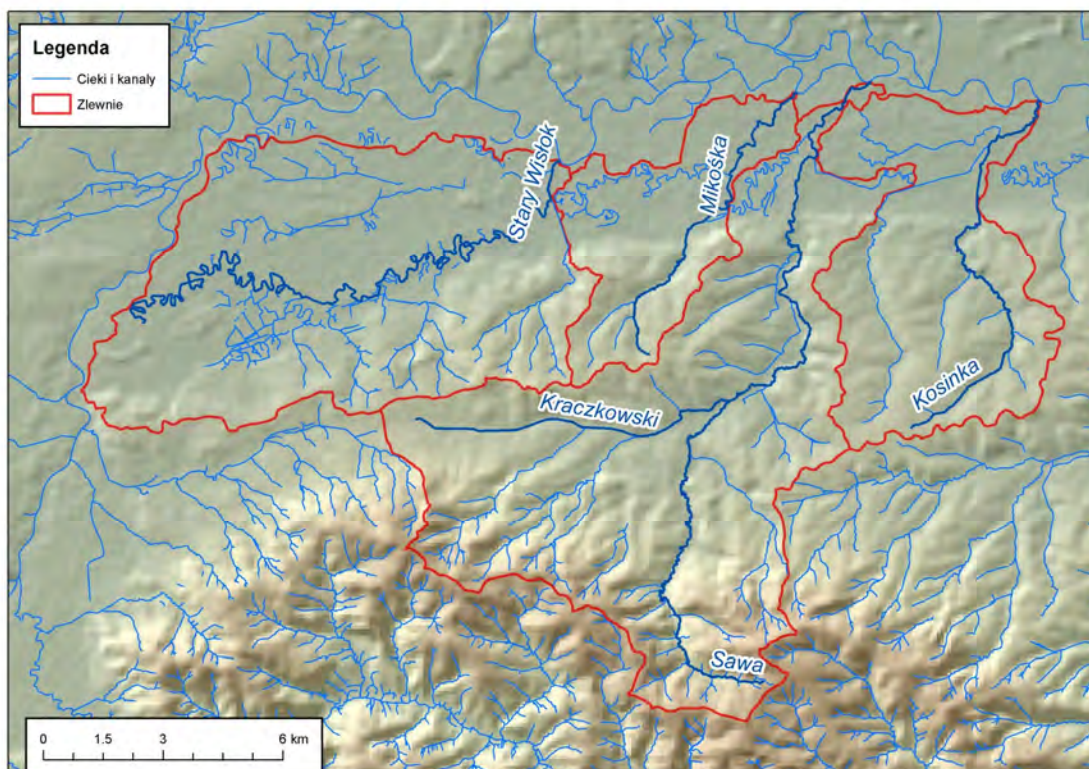 Legenda
Cieki i kanały
Zlewnie
Stary Wisłok
Mikośka
Kraczkowski
Kosinka
Sawa
0 1.5 3 6 km